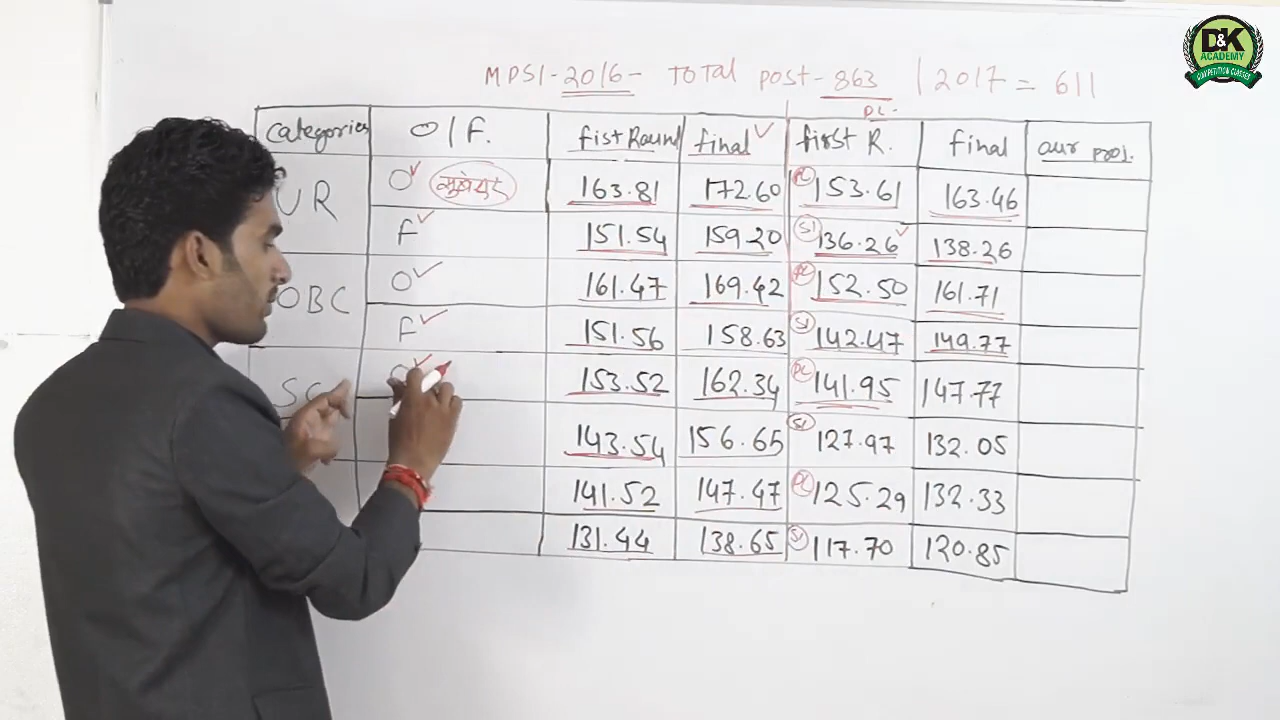 D&K
ACADEMY
COMPETITION CLASSES
MPSI-2016- TOTAL post-863 | 2017 = 611
PL-
Categories O/F. fist Round final first R. final our proj.
UR O सुबेदार 163.81 172.60 PL 153.61 163.46
F 151.54 159.20 SI 136.26 138.26
OBC O 161.47 169.42 PL 152.50 161.71
F 151.56 158.63 SI 142.47 149.77
SC O 153.52 162.34 PL 141.95 147.77
143.54 156.65 SI 127.97 132.05
141.52 147.47 PL 125.29 132.33
131.44 138.65 SI 117.70 120.85